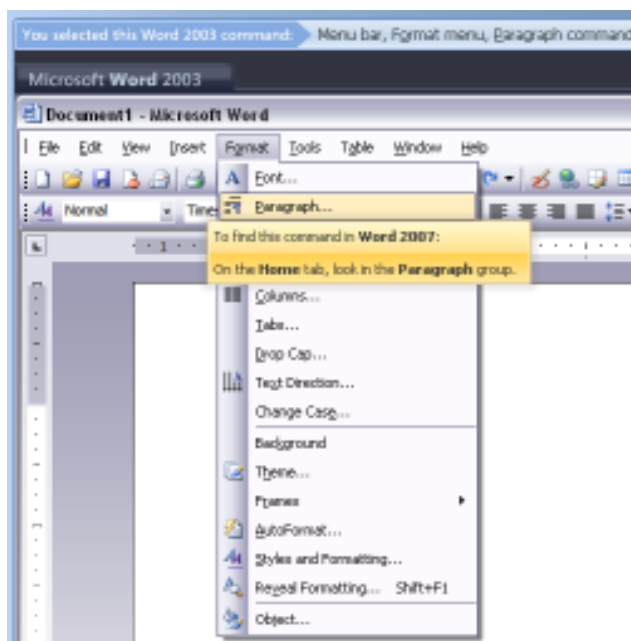 You selected this Word 2003 command: Menu bar, Format menu, Paragraph command
Microsoft Word 2003
Document1 - Microsoft Word
File Edit View Insert Format Tools Table Window Help
Font...
Normal Times Paragraph...
To find this command in Word 2007:
On the Home tab, look in the Paragraph group.
1
Columns...
Tabs...
Drop Cap...
Text Direction...
Change Case...
Background
Theme...
Frames
AutoFormat...
Styles and Formatting...
Reveal Formatting... Shift+F1
Object...